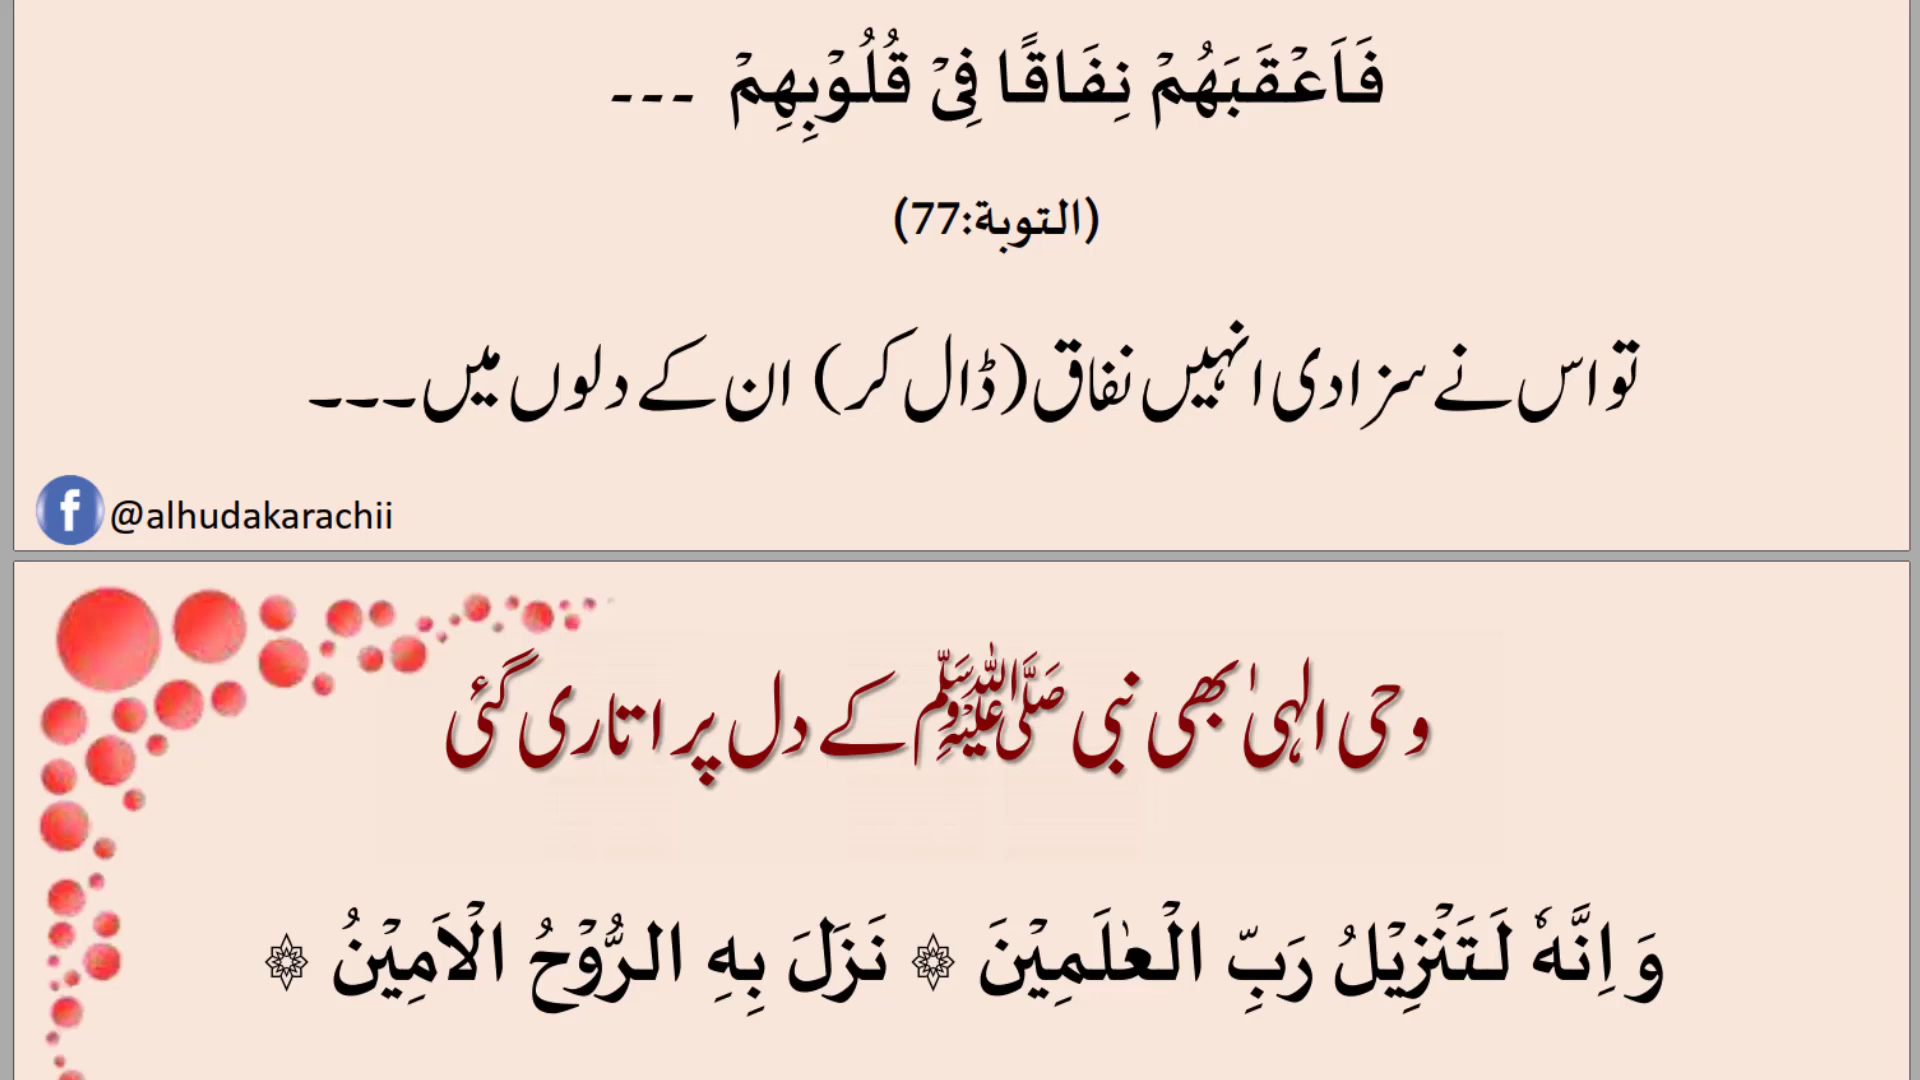 فَاَعْقَبَهُمْ نِفَاقًا فِىْ قُلُوْبِهِمْ ---
(التوبة:77)
تو اس نے سزا دی انہیں نفاق (ڈال کر) ان کے دلوں میں۔۔۔
f @alhudakarachii
وحی الہیٰ بھی نبی ﷺ کے دل پر اتاری گئی
وَ اِنَّهٗ لَتَنْزِيْلُ رَبِّ الْعٰلَمِيْنَ ۞ نَزَلَ بِهِ الرُّوْحُ الْاَمِيْنُ ۞